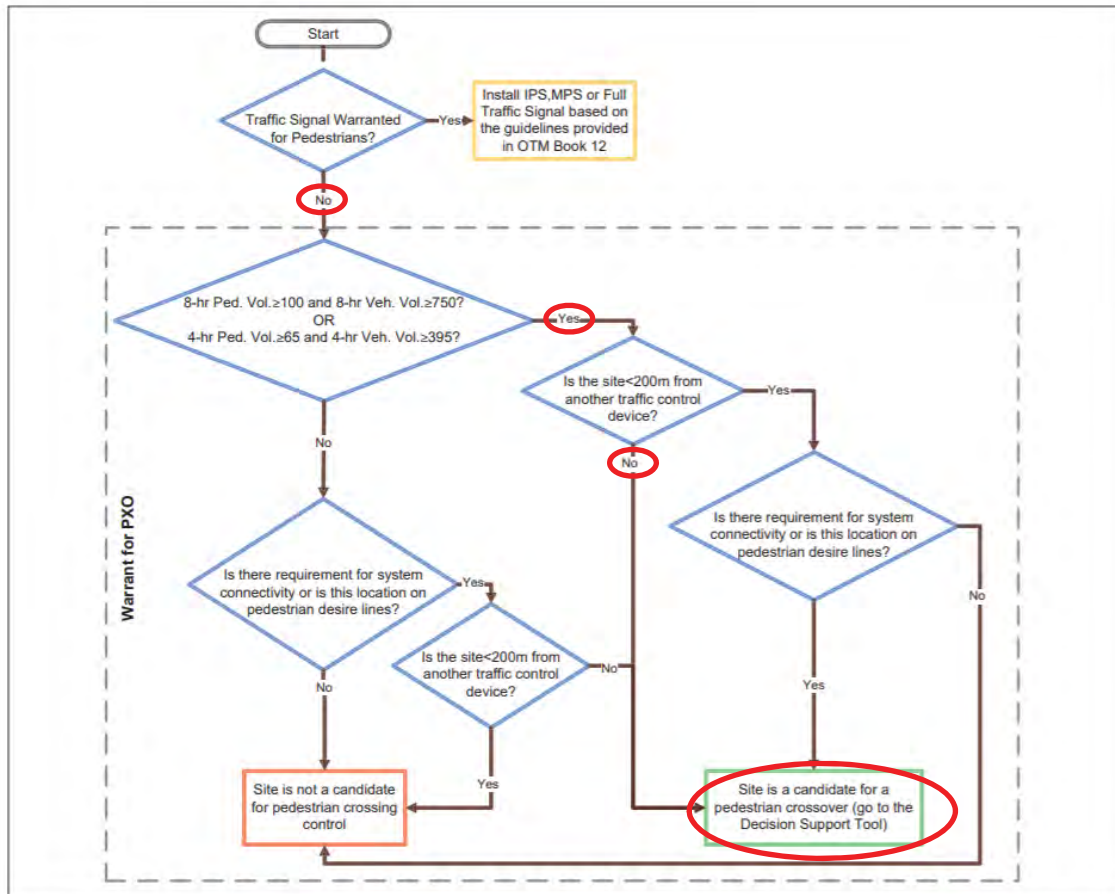 Start
Traffic Signal Warranted
for Pedestrians?
Yes
Install IPS,MPS or Full
Traffic Signal based on
the guidelines provided
in OTM Book 12
No
Warrant for PXO
8-hr Ped. Vol.≥100 and 8-hr Veh. Vol.≥750?
OR
4-hr Ped. Vol.≥65 and 4-hr Veh. Vol.≥395?
Yes
Is the site<200m from
another traffic control
device?
Yes
No
No
Is there requirement for system
connectivity or is this location on
pedestrian desire lines?
No
Is there requirement for system
connectivity or is this location on
pedestrian desire lines?
Yes
Is the site<200m from
another traffic control
device?
No
No
Yes
Yes
Site is not a candidate
for pedestrian crossing
control
Site is a candidate for a
pedestrian crossover (go to the
Decision Support Tool)